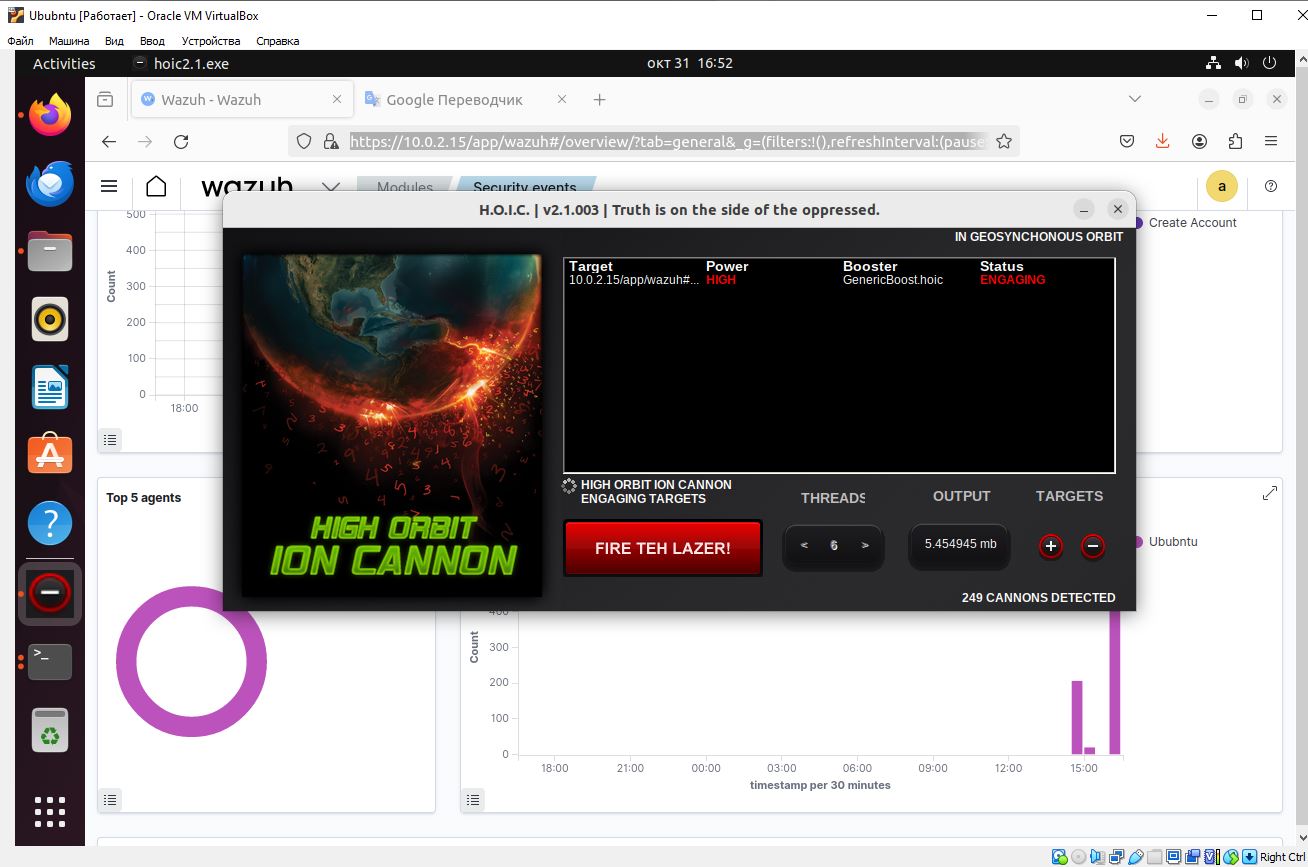 Ububntu [Работает] - Oracle VM VirtualBox
Файл Машина Вид Ввод Устройства Справка
Activities hoic2.1.exe окт 31 16:52
Wazuh - Wazuh Google Переводчик
https://10.0.2.15/app/wazuh#/overview/?tab=general&_g=(filters:!(),refreshInterval:(pause
wazuh Modules Security events a
H.O.I.C. | v2.1.003 | Truth is on the side of the oppressed.
IN GEOSYNCHONOUS ORBIT
Target Power Booster Status
10.0.2.15/app/wazuh#... HIGH GenericBoost.hoic ENGAGING
HIGH ORBIT
ION CANNON
HIGH ORBIT ION CANNON
ENGAGING TARGETS
THREADS OUTPUT TARGETS
FIRE TEH LAZER!
< 6 >
5.454945 mb
249 CANNONS DETECTED
Count
500
400
300
200
100
0
18:00
Create Account
Top 5 agents
Ububntu
Count
400
300
200
100
0
18:00 21:00 00:00 03:00 06:00 09:00 12:00 15:00
timestamp per 30 minutes
Right Ctrl